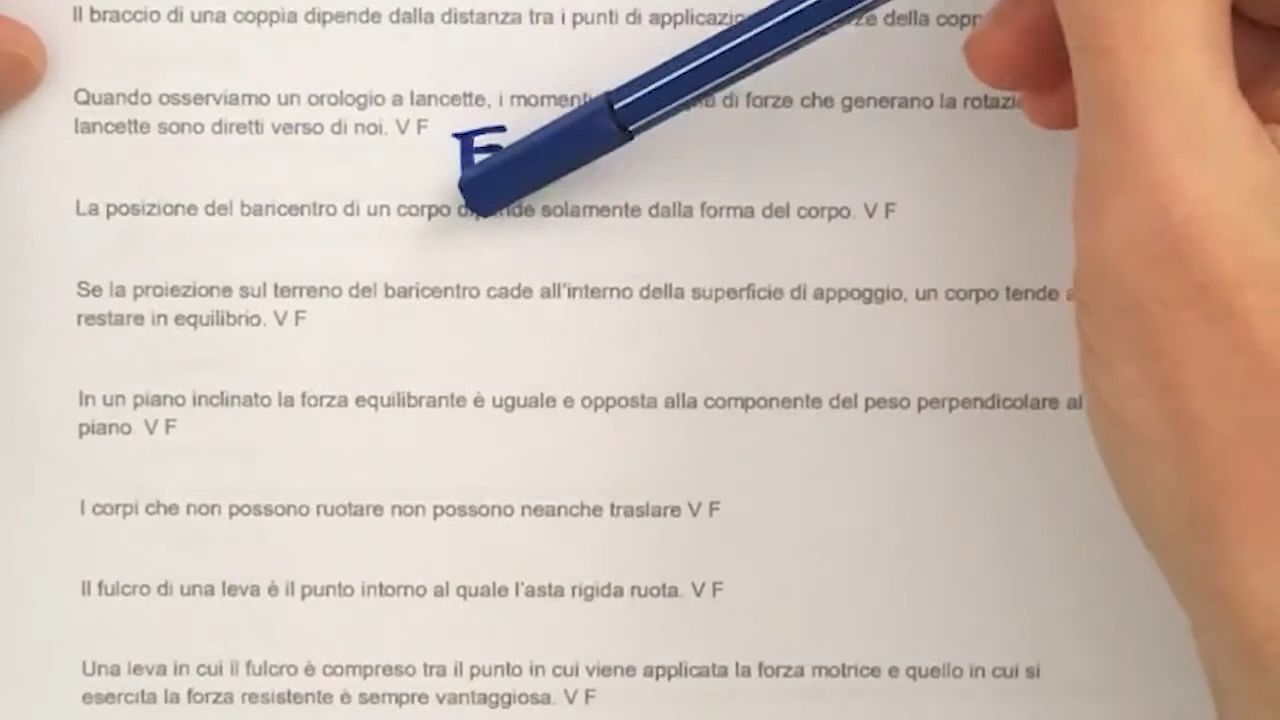 Il braccio di una coppia dipende dalla distanza tra i punti di della
Quando osserviamo un orologio a lancette, i di forze che generano la
lancette sono diretti verso di noi. V F
F
La posizione del baricentro di un corpo solamente dalla forma del corpo. V F
Se la proiezione sul terreno del baricentro cade all'interno della superficie di appoggio, un corpo tende
restare in equilibrio. V F
In un piano inclinato la forza equilibrante è uguale e opposta alla componente del peso perpendicolare al
piano. V F
I corpi che non possono ruotare non possono neanche traslare V F
Il fulcro di una leva è il punto intorno al quale l'asta rigida ruota. V F
Una leva in cui il fulcro è compreso tra il punto in cui viene applicata la forza motrice e quello in cui si
esercita la forza resistente è sempre vantaggiosa. V F